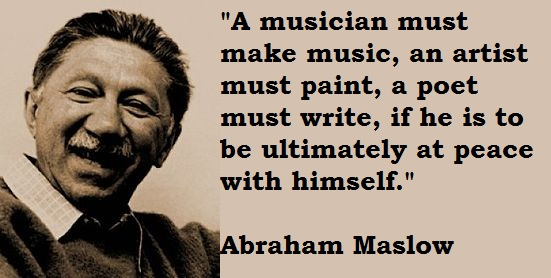 "A musician must
make music, an artist
must paint, a poet
must write, if he is to
be ultimately at peace
with himself."
Abraham Maslow